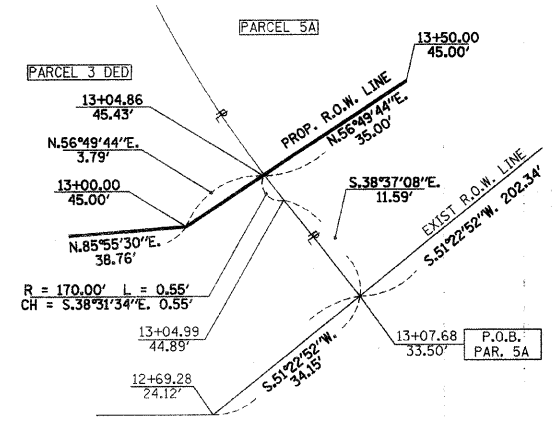 PARCEL 5A
13+50.00
45.00'
PARCEL 3 DED
13+04.86
45.43'
PROP. R.O.W. LINE
N.56°49'44"E.
35.00'
N.56°49'44"E.
3.79'
13+00.00
45.00'
S.38°37'08"E.
11.59'
EXIST R.O.W. LINE
S.51°22'52"W. 202.34'
N.85°55'30"E.
38.76'
R = 170.00' L = 0.55'
CH = S.38°31'34"E. 0.55'
13+04.99
44.89'
13+07.68
33.50'
P.O.B.
PAR. 5A
12+69.28
24.12'
S.51°22'52"W.
34.15'